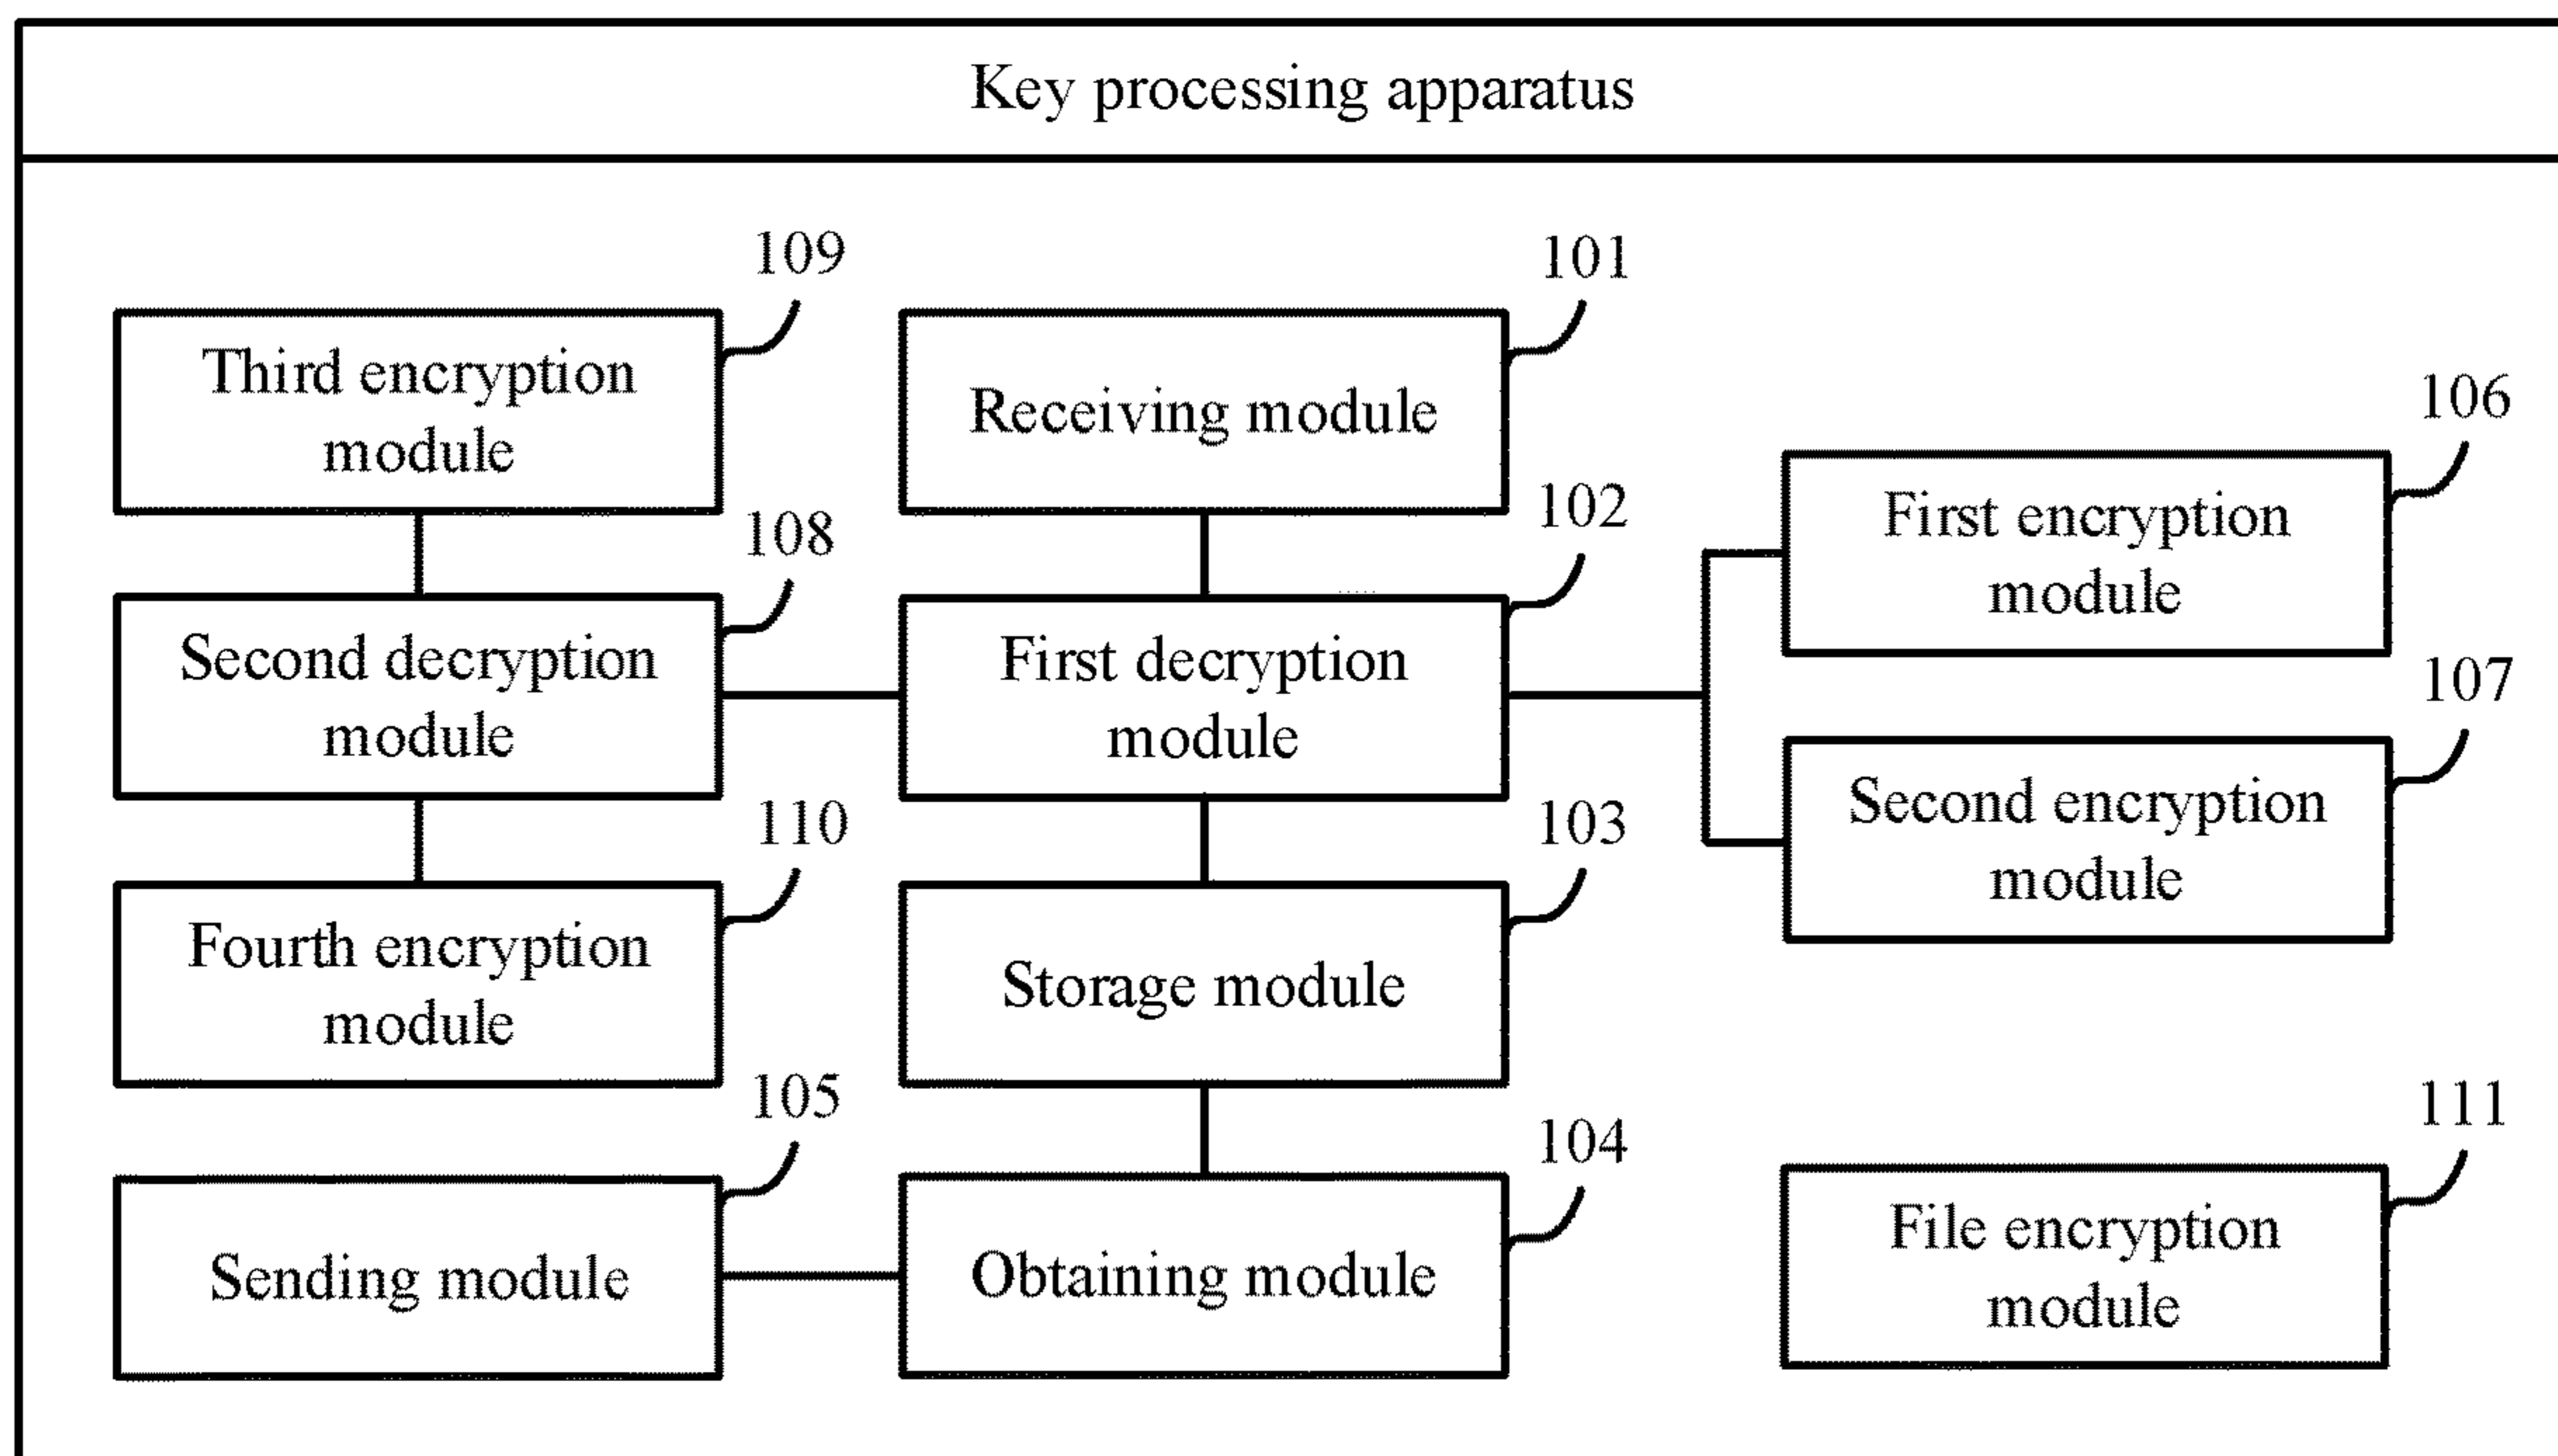 Key processing apparatus
109
101
Third encryption
module
Receiving module
106
First encryption
module
108
102
Second decryption
module
First decryption
module
107
Second encryption
module
110
103
Fourth encryption
module
Storage module
105
104
111
Sending module
Obtaining module
File encryption
module